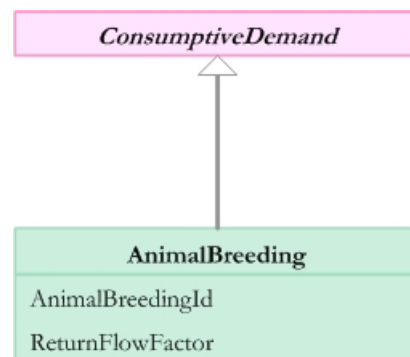 ConsumptiveDemand
AnimalBreeding
AnimalBreedingId
ReturnFlowFactor